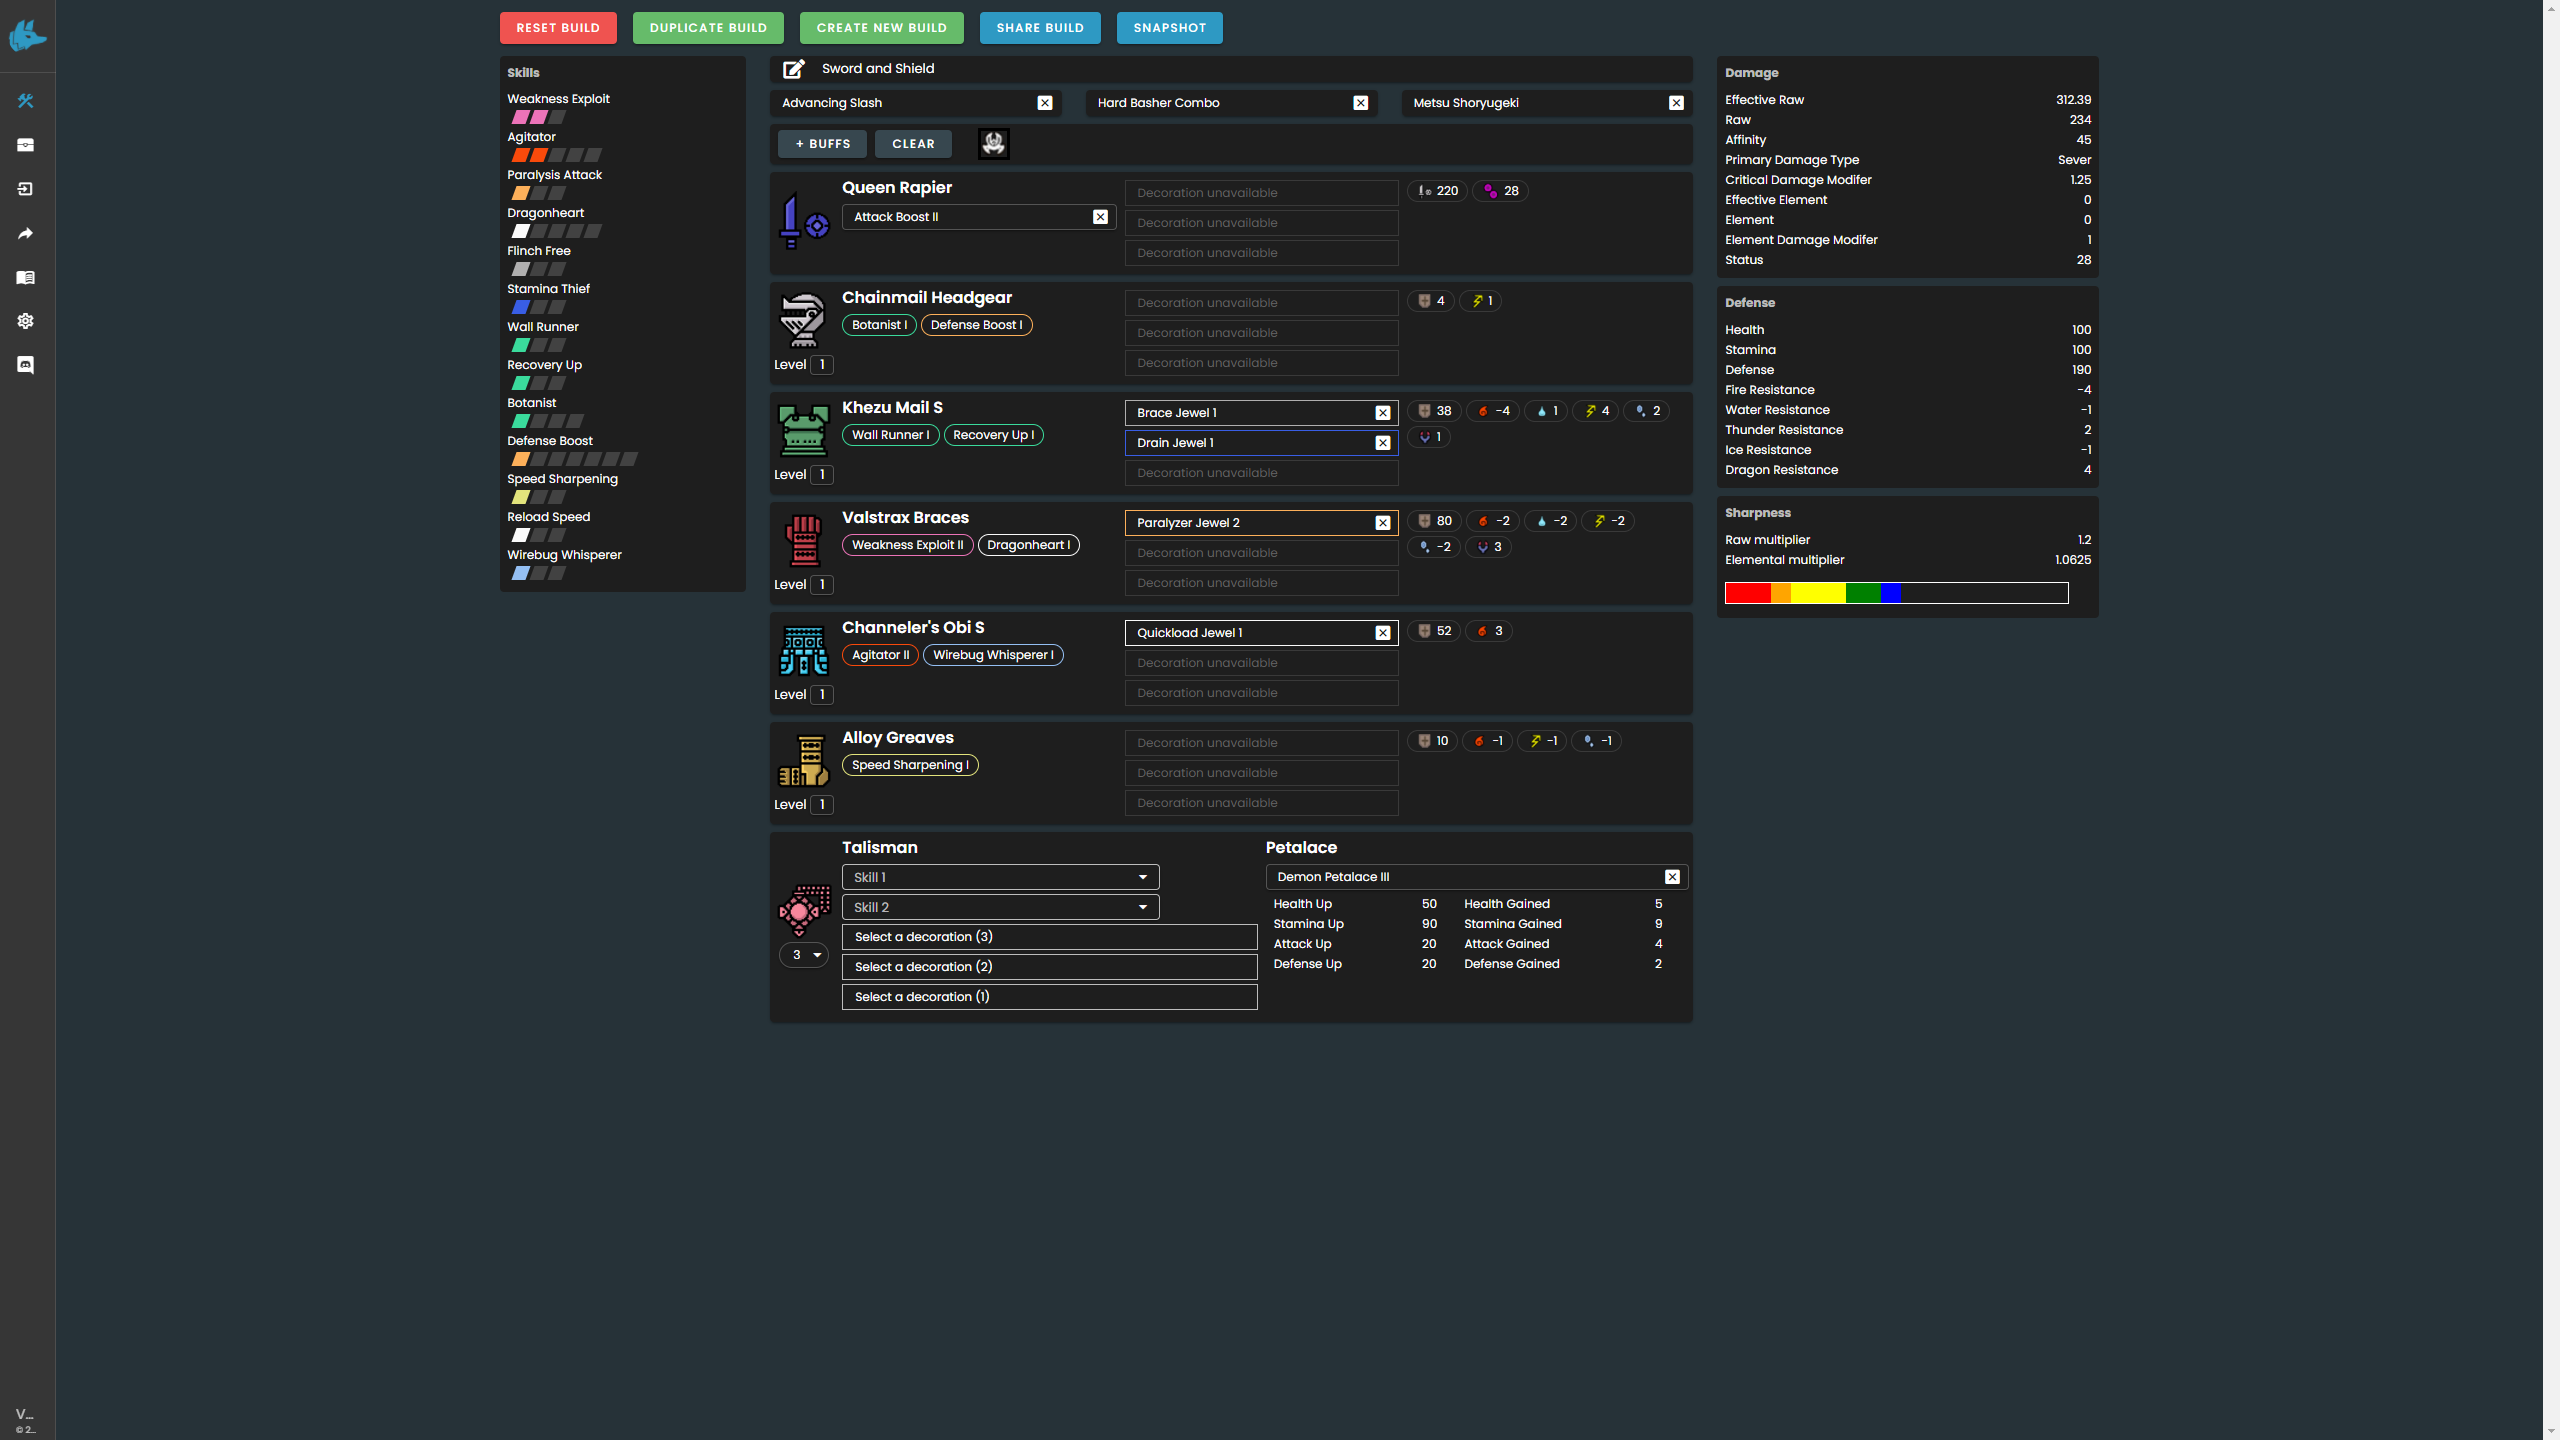 RESET BUILD
DUPLICATE BUILD
CREATE NEW BUILD
SHARE BUILD
SNAPSHOT
Skills
Weakness Exploit
Agitator
Paralysis Attack
Dragonheart
Flinch Free
Stamina Thief
Wall Runner
Recovery Up
Botanist
Defense Boost
Speed Sharpening
Reload Speed
Wirebug Whisperer
Sword and Shield
Advancing Slash
Hard Basher Combo
Metsu Shoryugeki
+ BUFFS
CLEAR
Queen Rapier
Attack Boost II
Decoration unavailable
Decoration unavailable
Decoration unavailable
220 28
Chainmail Headgear
Botanist I Defense Boost I
Level 1
Decoration unavailable
Decoration unavailable
Decoration unavailable
4 1
Khezu Mail S
Wall Runner I Recovery Up I
Level 1
Brace Jewel 1
Drain Jewel 1
Decoration unavailable
38 -4 1 4 2
1
Valstrax Braces
Weakness Exploit II Dragonheart I
Level 1
Paralyzer Jewel 2
Decoration unavailable
Decoration unavailable
80 -2 -2 -2
-2 3
Channeler's Obi S
Agitator II Wirebug Whisperer I
Level 1
Quickload Jewel 1
Decoration unavailable
Decoration unavailable
52 3
Alloy Greaves
Speed Sharpening I
Level 1
Decoration unavailable
Decoration unavailable
Decoration unavailable
10 -1 -1 -1
Talisman
Skill 1
Skill 2
3
Select a decoration (3)
Select a decoration (2)
Select a decoration (1)
Petalace
Demon Petalace III
Health Up 50 Health Gained 5
Stamina Up 90 Stamina Gained 9
Attack Up 20 Attack Gained 4
Defense Up 20 Defense Gained 2
Damage
Effective Raw 312.39
Raw 234
Affinity 45
Primary Damage Type Sever
Critical Damage Modifer 1.25
Effective Element 0
Element 0
Element Damage Modifer 1
Status 28
Defense
Health 100
Stamina 100
Defense 190
Fire Resistance -4
Water Resistance -1
Thunder Resistance 2
Ice Resistance -1
Dragon Resistance 4
Sharpness
Raw multiplier 1.2
Elemental multiplier 1.0625
V...
© 2...